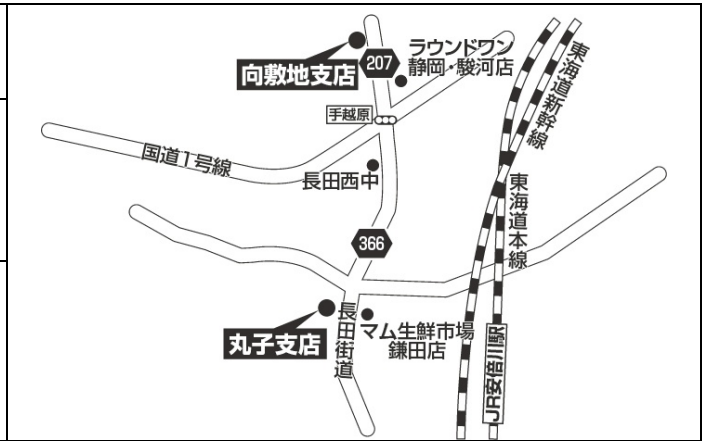 ラウンドワン
静岡・駿河店
207
向敷地支店
手越原
国道1号線
長田西中
東海道新幹線
東海道本線
366
丸子支店
長田街道
マム生鮮市場
鎌田店
JR安倍川駅